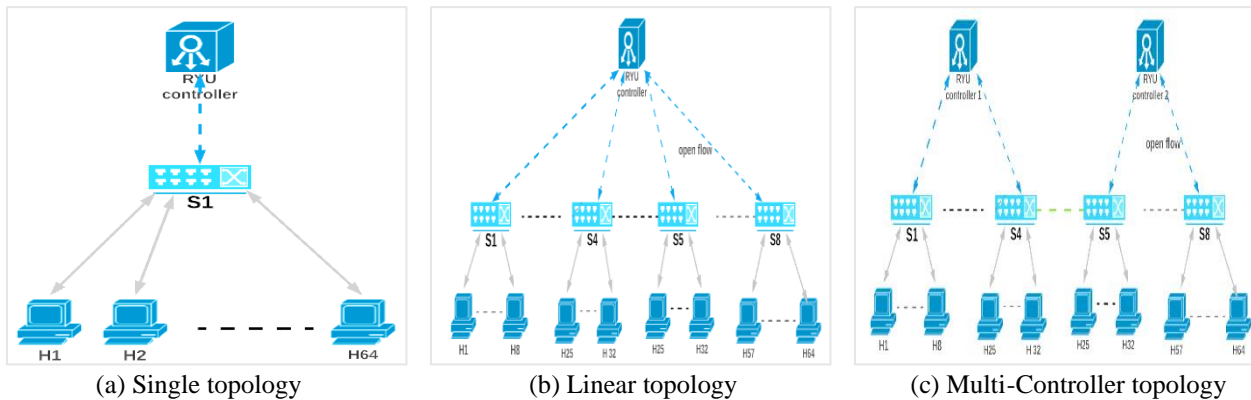 RYU
controller
S1
H1
H2
H64
(a) Single topology
RYU
controller
open flow
S1
S4
S5
S8
H1
H8
H25
H 32
H25
H32
H57
H64
(b) Linear topology
RYU
controller 1
RYU
controller 2
open flow
S1
S4
S5
S8
H1
H8
H25
H 32
H25
H32
H57
H64
(c) Multi-Controller topology